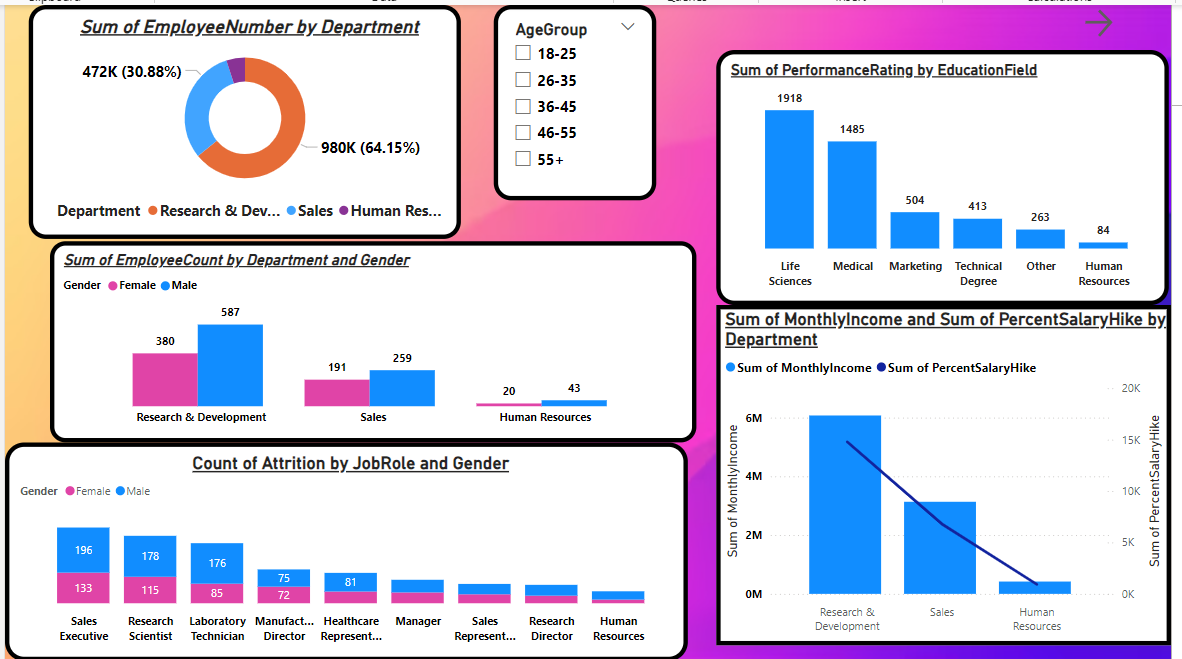 Sum of EmployeeNumber by Department
472K (30.88%)
980K (64.15%)
Department Research & Dev... Sales Human Res...
AgeGroup
18-25
26-35
36-45
46-55
55+
Sum of PerformanceRating by EducationField
1918
1485
504
413
263
84
Life
Sciences
Medical
Marketing
Technical
Degree
Other
Human
Resources
Sum of EmployeeCount by Department and Gender
Gender Female Male
380
587
191
259
20
43
Research & Development
Sales
Human Resources
Sum of MonthlyIncome and Sum of PercentSalaryHike by
Department
Sum of MonthlyIncome Sum of PercentSalaryHike
Sum of MonthlyIncome
6M
4M
2M
0M
20K
15K
10K
5K
0K
Sum of PercentSalaryHike
Research &
Development
Sales
Human
Resources
Count of Attrition by JobRole and Gender
Gender Female Male
196
133
178
115
176
85
75
72
81
Sales
Executive
Research
Scientist
Laboratory
Technician
Manufact...
Director
Healthcare
Represent...
Manager
Sales
Represent...
Research
Director
Human
Resources